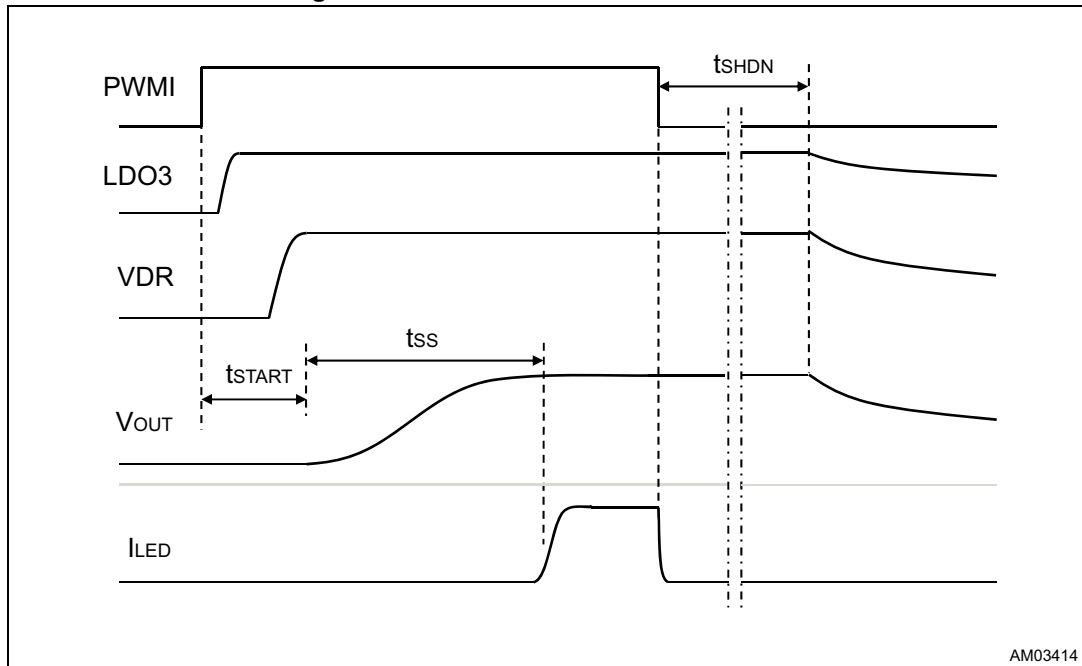 PWMI
tSHDN
LDO3
VDR
tSS
tSTART
VOUT
ILED
AM03414